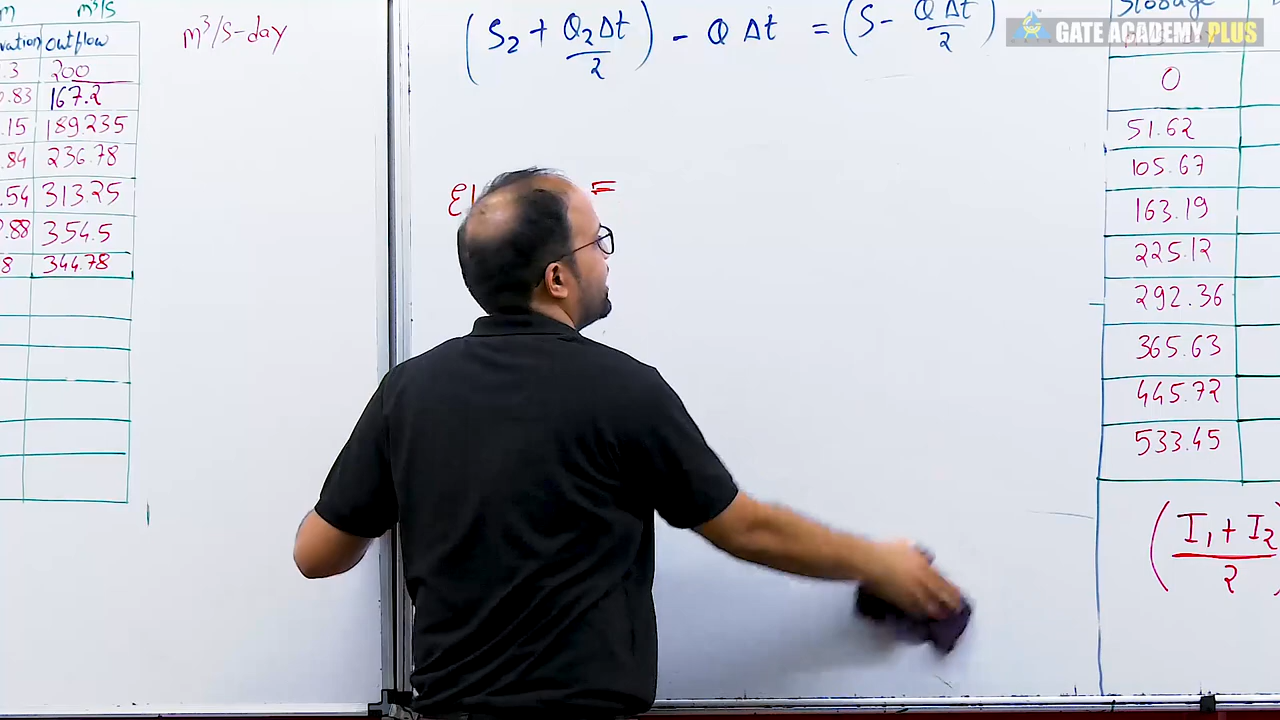 M m³/s
vation outflow
.3 200
.83 167.2
.15 189.235
.84 236.78
.54 313.25
.88 354.5
8 344.78
m³/s-day
(S₂ + Q₂Δt/2) - Q Δt = (S - QΔt/2)
El =
Storage
GATE ACADEMY PLUS
0
51.62
105.67
163.19
225.12
292.36
365.63
445.72
533.45
(I₁ + I₂/2)